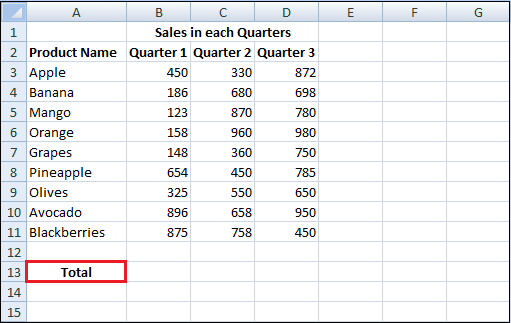 A B C D E F G
1 Sales in each Quarters
2 Product Name Quarter 1 Quarter 2 Quarter 3
3 Apple 450 330 872
4 Banana 186 680 698
5 Mango 123 870 780
6 Orange 158 960 980
7 Grapes 148 360 750
8 Pineapple 654 450 785
9 Olives 325 550 650
10 Avocado 896 658 950
11 Blackberries 875 758 450
12
13 Total
14
15